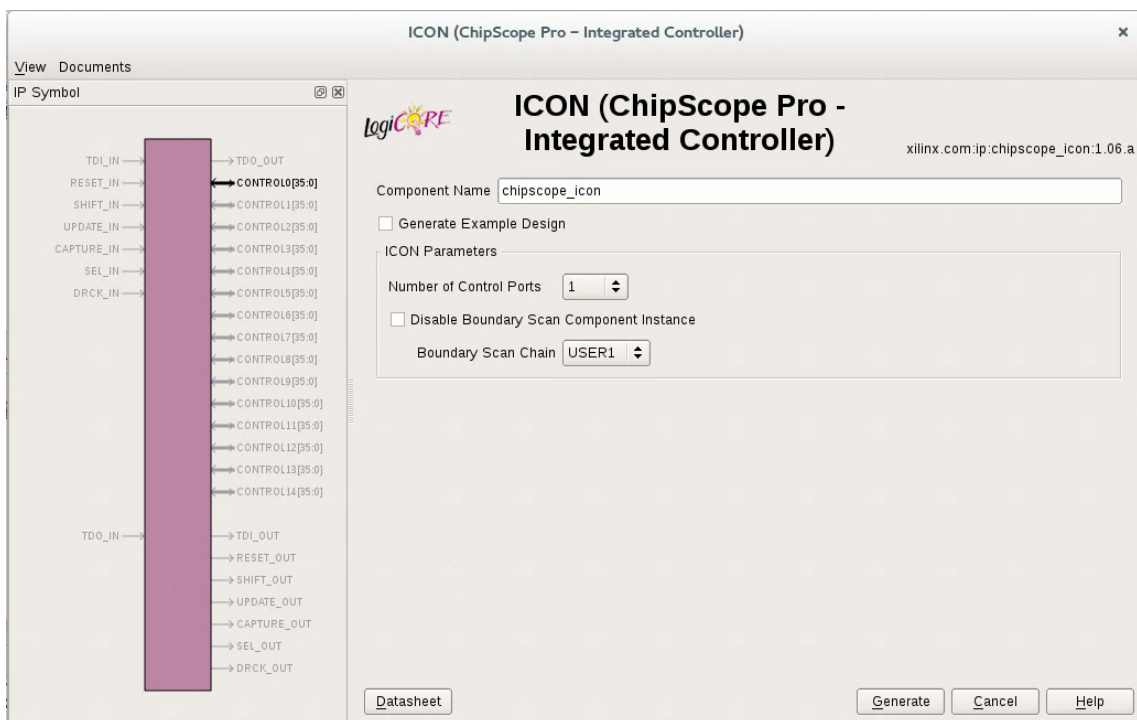 ICON (ChipScope Pro – Integrated Controller)
View Documents
IP Symbol
TDI_IN
RESET_IN
SHIFT_IN
UPDATE_IN
CAPTURE_IN
SEL_IN
DRCK_IN
TDO_IN
TDO_OUT
CONTROL0[35:0]
CONTROL1[35:0]
CONTROL2[35:0]
CONTROL3[35:0]
CONTROL4[35:0]
CONTROL5[35:0]
CONTROL6[35:0]
CONTROL7[35:0]
CONTROL8[35:0]
CONTROL9[35:0]
CONTROL10[35:0]
CONTROL11[35:0]
CONTROL12[35:0]
CONTROL13[35:0]
CONTROL14[35:0]
TDI_OUT
RESET_OUT
SHIFT_OUT
UPDATE_OUT
CAPTURE_OUT
SEL_OUT
DRCK_OUT
LogiCORE
ICON (ChipScope Pro -
Integrated Controller)
xilinx.com:ip:chipscope_icon:1.06.a
Component Name chipscope_icon
Generate Example Design
ICON Parameters
Number of Control Ports 1
Disable Boundary Scan Component Instance
Boundary Scan Chain USER1
Datasheet Generate Cancel Help